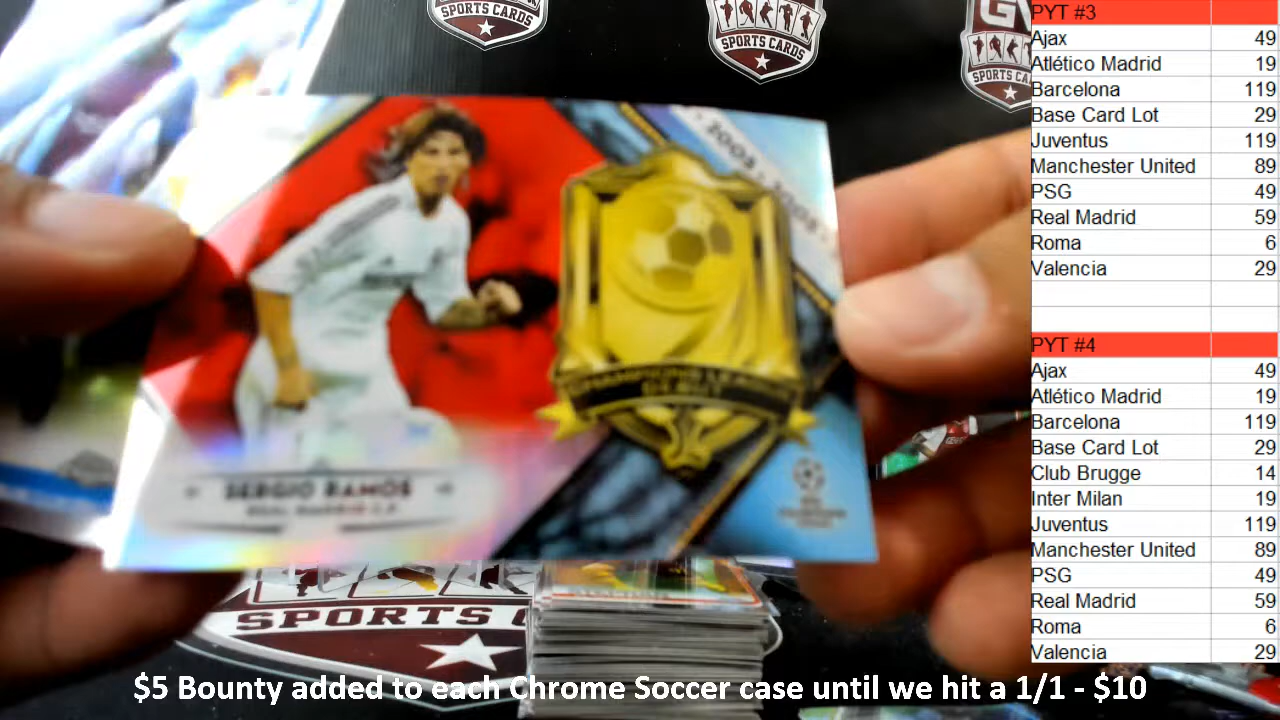 SPORTS CARDS
SPORTS CARDS
SPORTS CA
CHAMPIONS LEAGUE
SERGIO RAMOS
REAL MADRID C.F.
SPORTS
$5 Bounty added to each Chrome Soccer case until we hit a 1/1 - $10
PYT #3
Ajax 49
Atlético Madrid 19
Barcelona 119
Base Card Lot 29
Juventus 119
Manchester United 89
PSG 49
Real Madrid 59
Roma 6
Valencia 29
PYT #4
Ajax 49
Atlético Madrid 19
Barcelona 119
Base Card Lot 29
Club Brugge 14
Inter Milan 19
Juventus 119
Manchester United 89
PSG 49
Real Madrid 59
Roma 6
Valencia 29